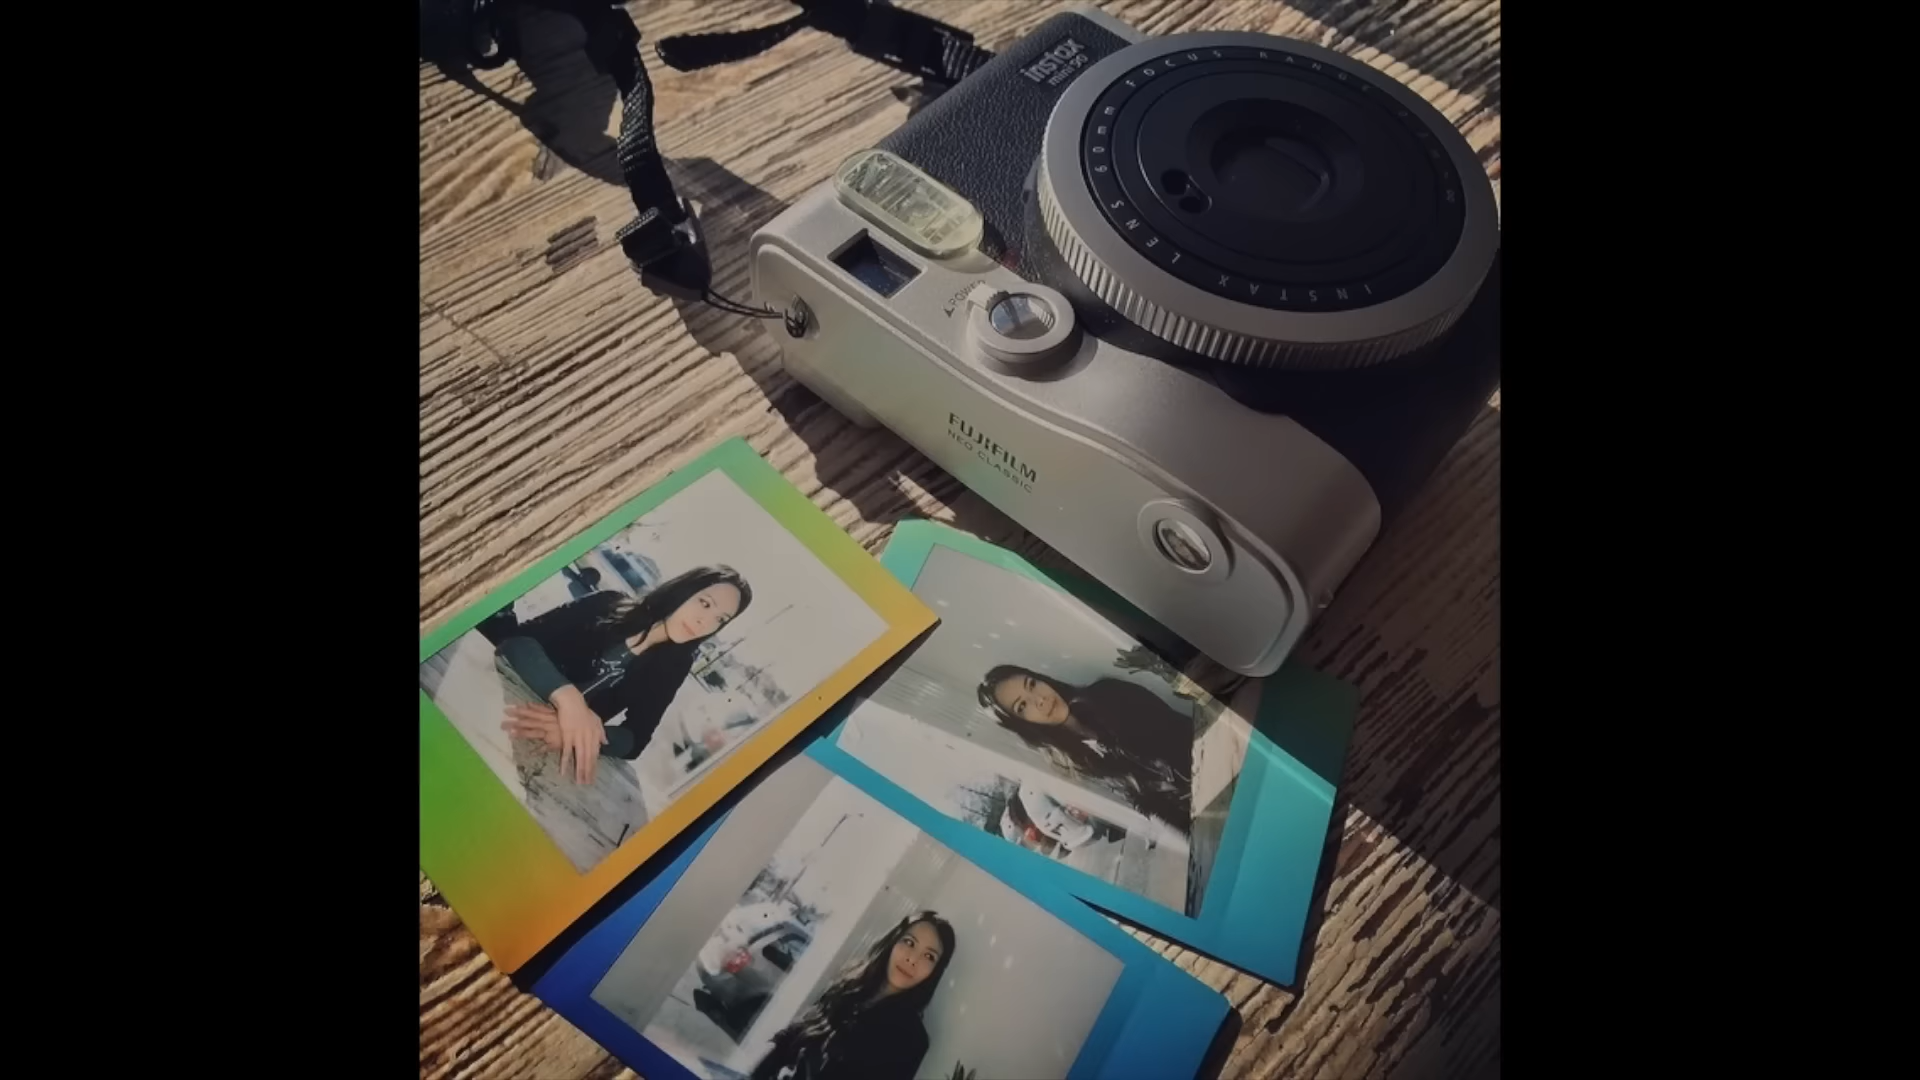 instax
mini 90
INSTAX LENS 60mm FOCUS RANGE
POWER
FUJIFILM
NEO CLASSIC